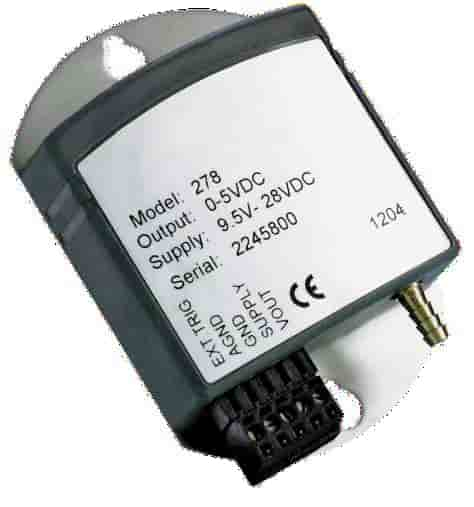 Model: 278
Output: 0-5VDC
Supply: 9.5V- 28VDC
Serial: 2245800
1204
EXT.TRIG
AGND
GND
SUPPLY
VOUT
CE